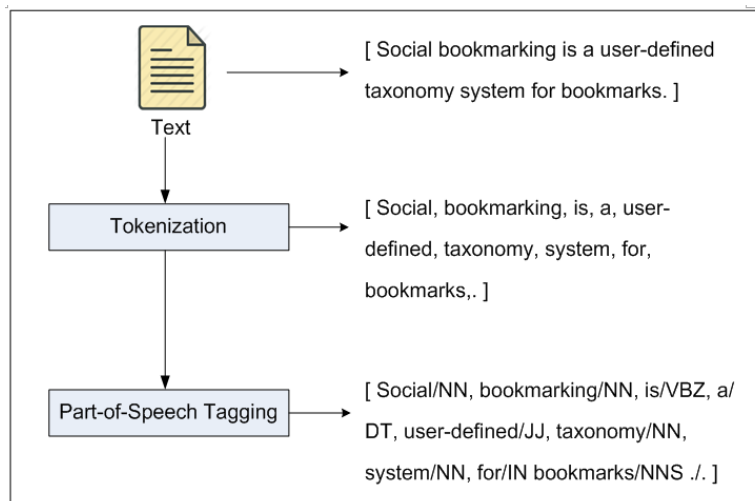 [ Social bookmarking is a user-defined
taxonomy system for bookmarks. ]
Text
Tokenization
[ Social, bookmarking, is, a, user-
defined, taxonomy, system, for,
bookmarks,. ]
Part-of-Speech Tagging
[ Social/NN, bookmarking/NN, is/VBZ, a/
DT, user-defined/JJ, taxonomy/NN,
system/NN, for/IN bookmarks/NNS ./. ]